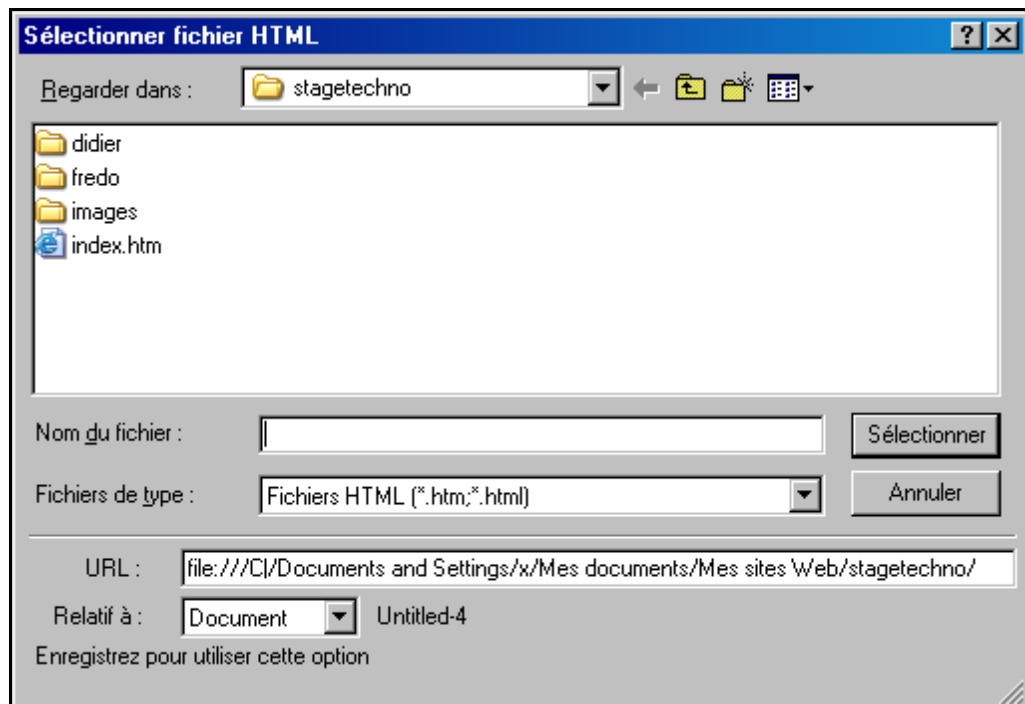 Sélectionner fichier HTML
Regarder dans : stagetechno
didier
fredo
images
index.htm
Nom du fichier : Sélectionner
Fichiers de type : Fichiers HTML (*.htm;*.html) Annuler
URL : file:///C|/Documents and Settings/x/Mes documents/Mes sites Web/stagetechno/
Relatif à : Document Untitled-4
Enregistrez pour utiliser cette option